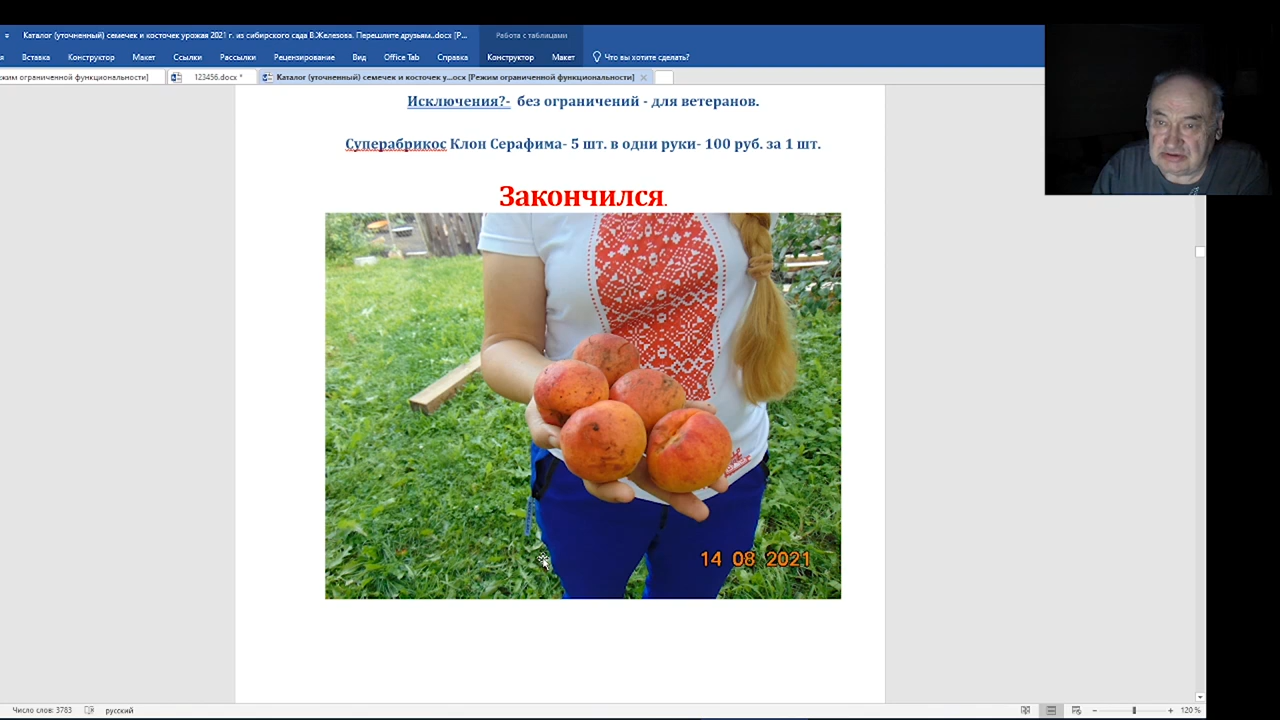 Каталог (уточненный) семечек и косточек урожая 2021 г. из сибирского сада В.Железова. Перешлите друзьям..docx [Р...
Работа с таблицами
Вставка Конструктор Макет Ссылки Рассылки Рецензирование Вид Office Tab Справка Конструктор Макет Что вы хотите сделать?
жим ограниченной функциональности] 123456.docx * Каталог (уточненный) семечек и косточек у...осх [Режим ограниченной функциональности]
Исключения?- без ограничений - для ветеранов.
Суперабрикос Клон Серафима- 5 шт. в одни руки- 100 руб. за 1 шт.
Закончился.
14 08 2021
Число слов: 3783 русский 120 %